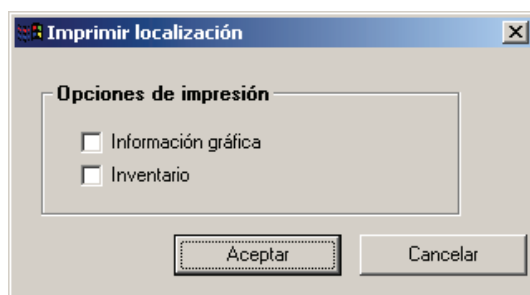 Imprimir localización
Opciones de impresión
Información gráfica
Inventario
Aceptar Cancelar